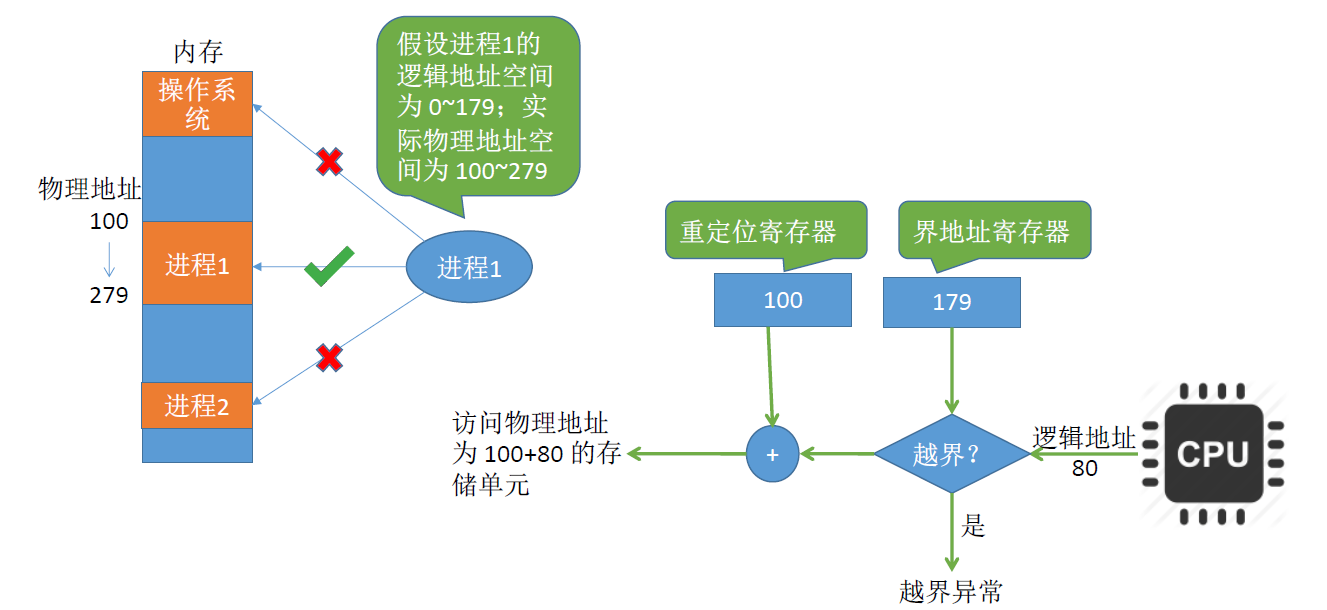 内存
操作系
统
物理地址
100
279
进程1
进程2
假设进程1的
逻辑地址空间
为 0~179；实
际物理地址空
间为 100~279
进程1
重定位寄存器
界地址寄存器
100
179
访问物理地址
为 100+80 的存
储单元
+
越界？
逻辑地址
80
CPU
是
越界异常